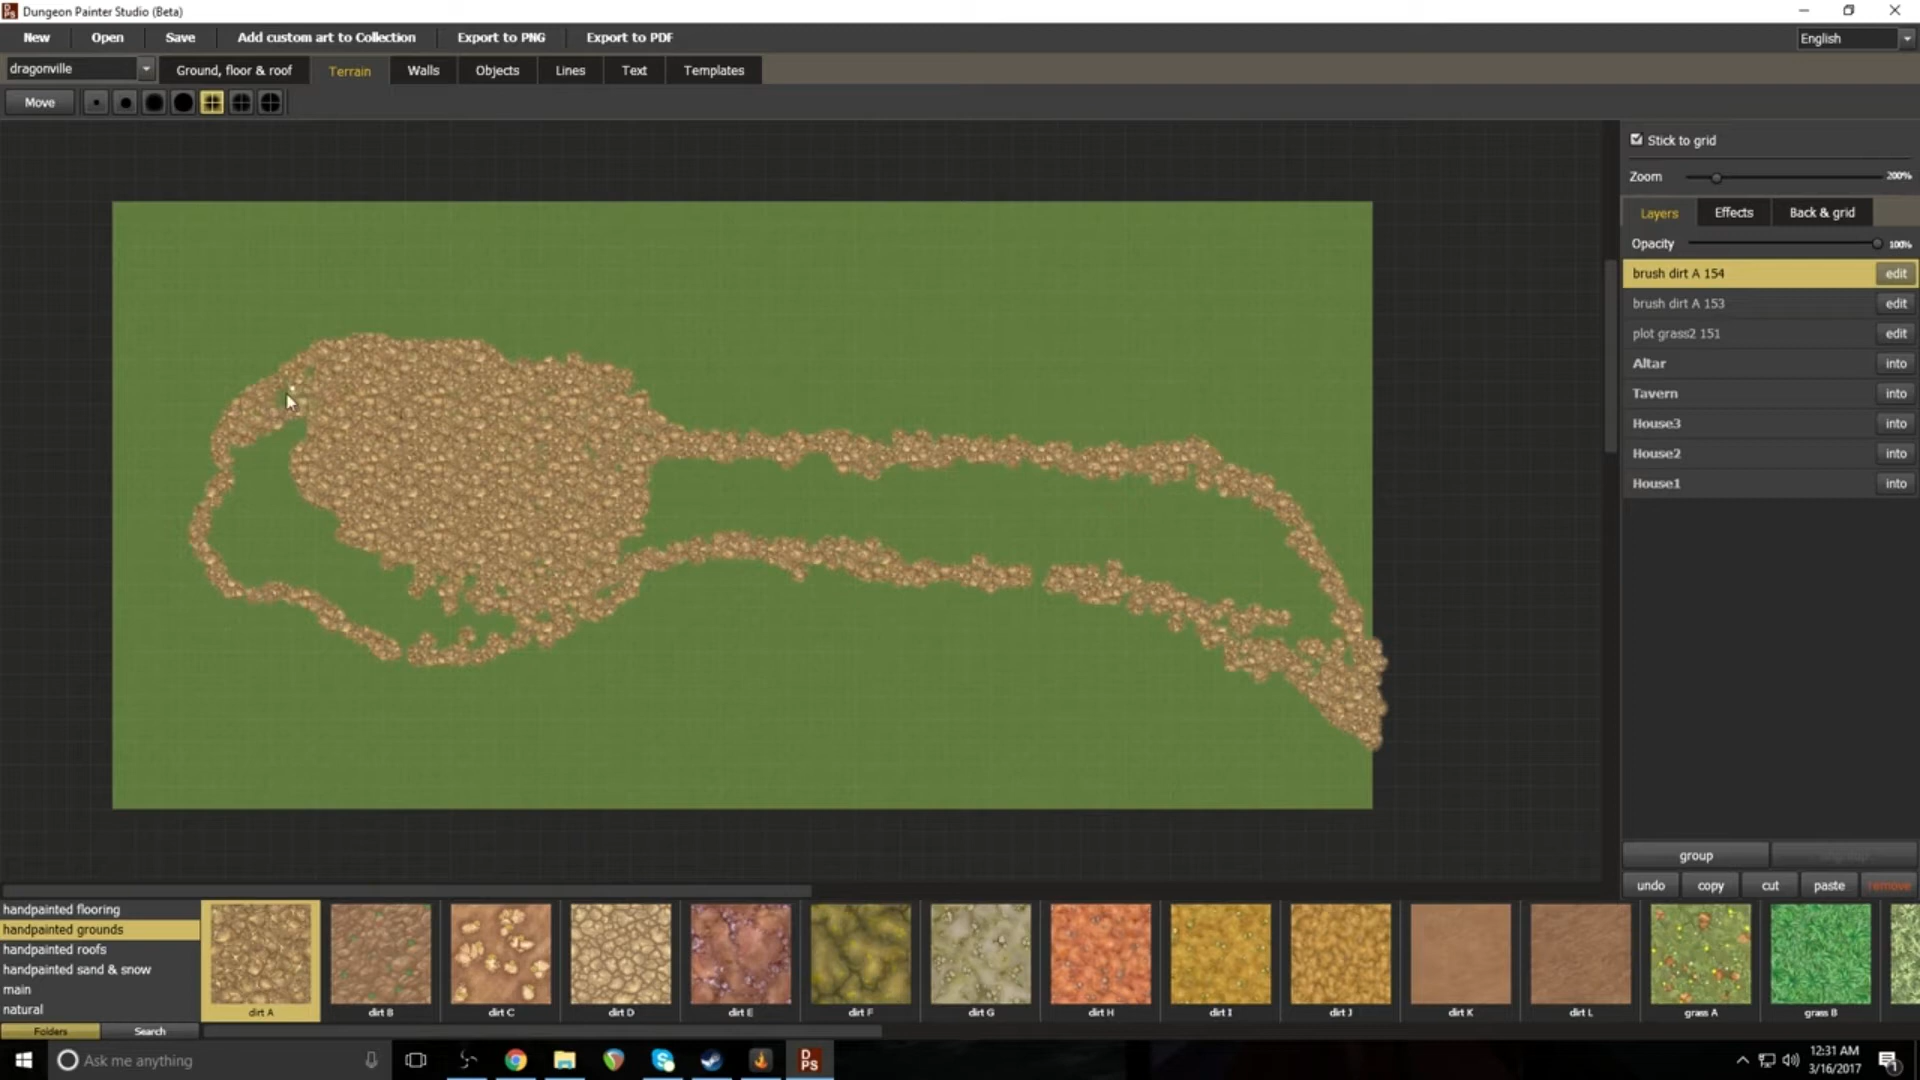 Dungeon Painter Studio (Beta)
New Open Save Add custom art to Collection Export to PNG Export to PDF English
dragonville Ground, floor & roof Terrain Walls Objects Lines Text Templates
Move
Stick to grid
Zoom 200%
Layers Effects Back & grid
Opacity 100%
brush dirt A 154 edit
brush dirt A 153 edit
plot grass2 151 edit
Altar into
Tavern into
House3 into
House2 into
House1 into
group
undo copy cut paste remove
handpainted flooring
handpainted grounds
handpainted roofs
handpainted sand & snow
main
natural
dirt A dirt B dirt C dirt D dirt E dirt F dirt G dirt H dirt I dirt J dirt K dirt L grass A grass B
Folders Search
Ask me anything
DPS
12:31 AM
3/16/2017
1